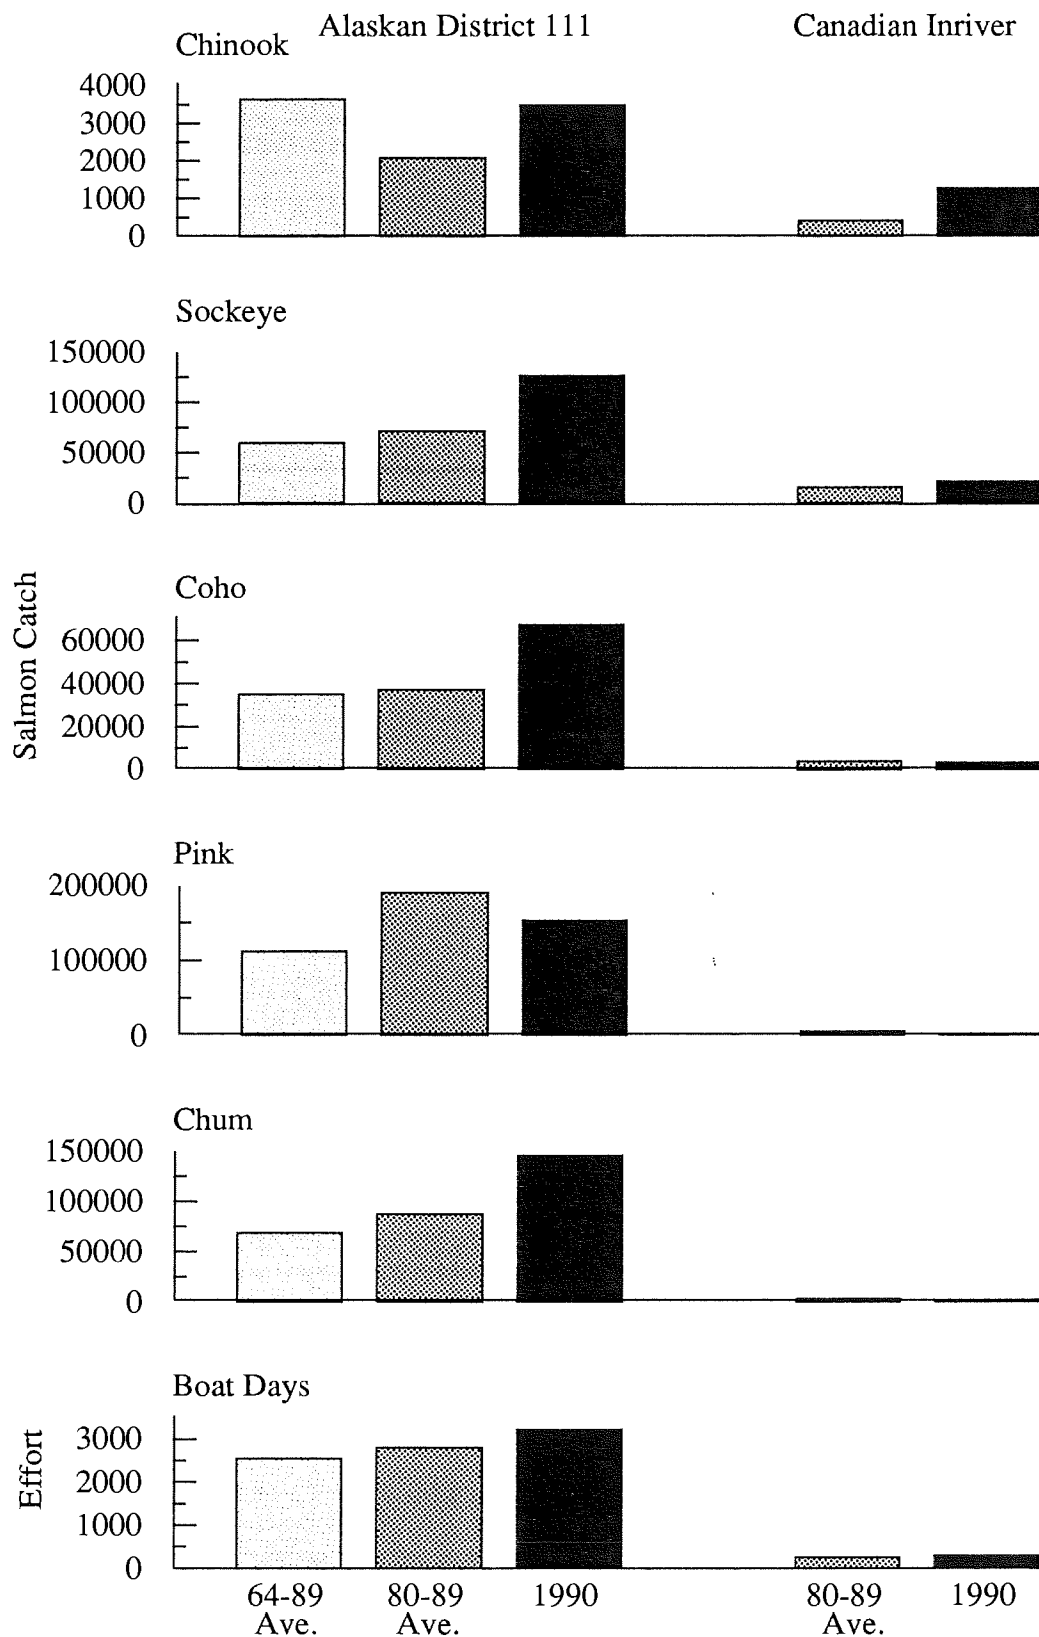 Alaskan District 111
Canadian Inriver
Chinook
4000
3000
2000
1000
0
Sockeye
150000
100000
50000
0
Salmon Catch
Coho
60000
40000
20000
0
Pink
200000
100000
0
Chum
150000
100000
50000
0
Boat Days
Effort
3000
2000
1000
0
64-89
Ave.
80-89
Ave.
1990
80-89
Ave.
1990